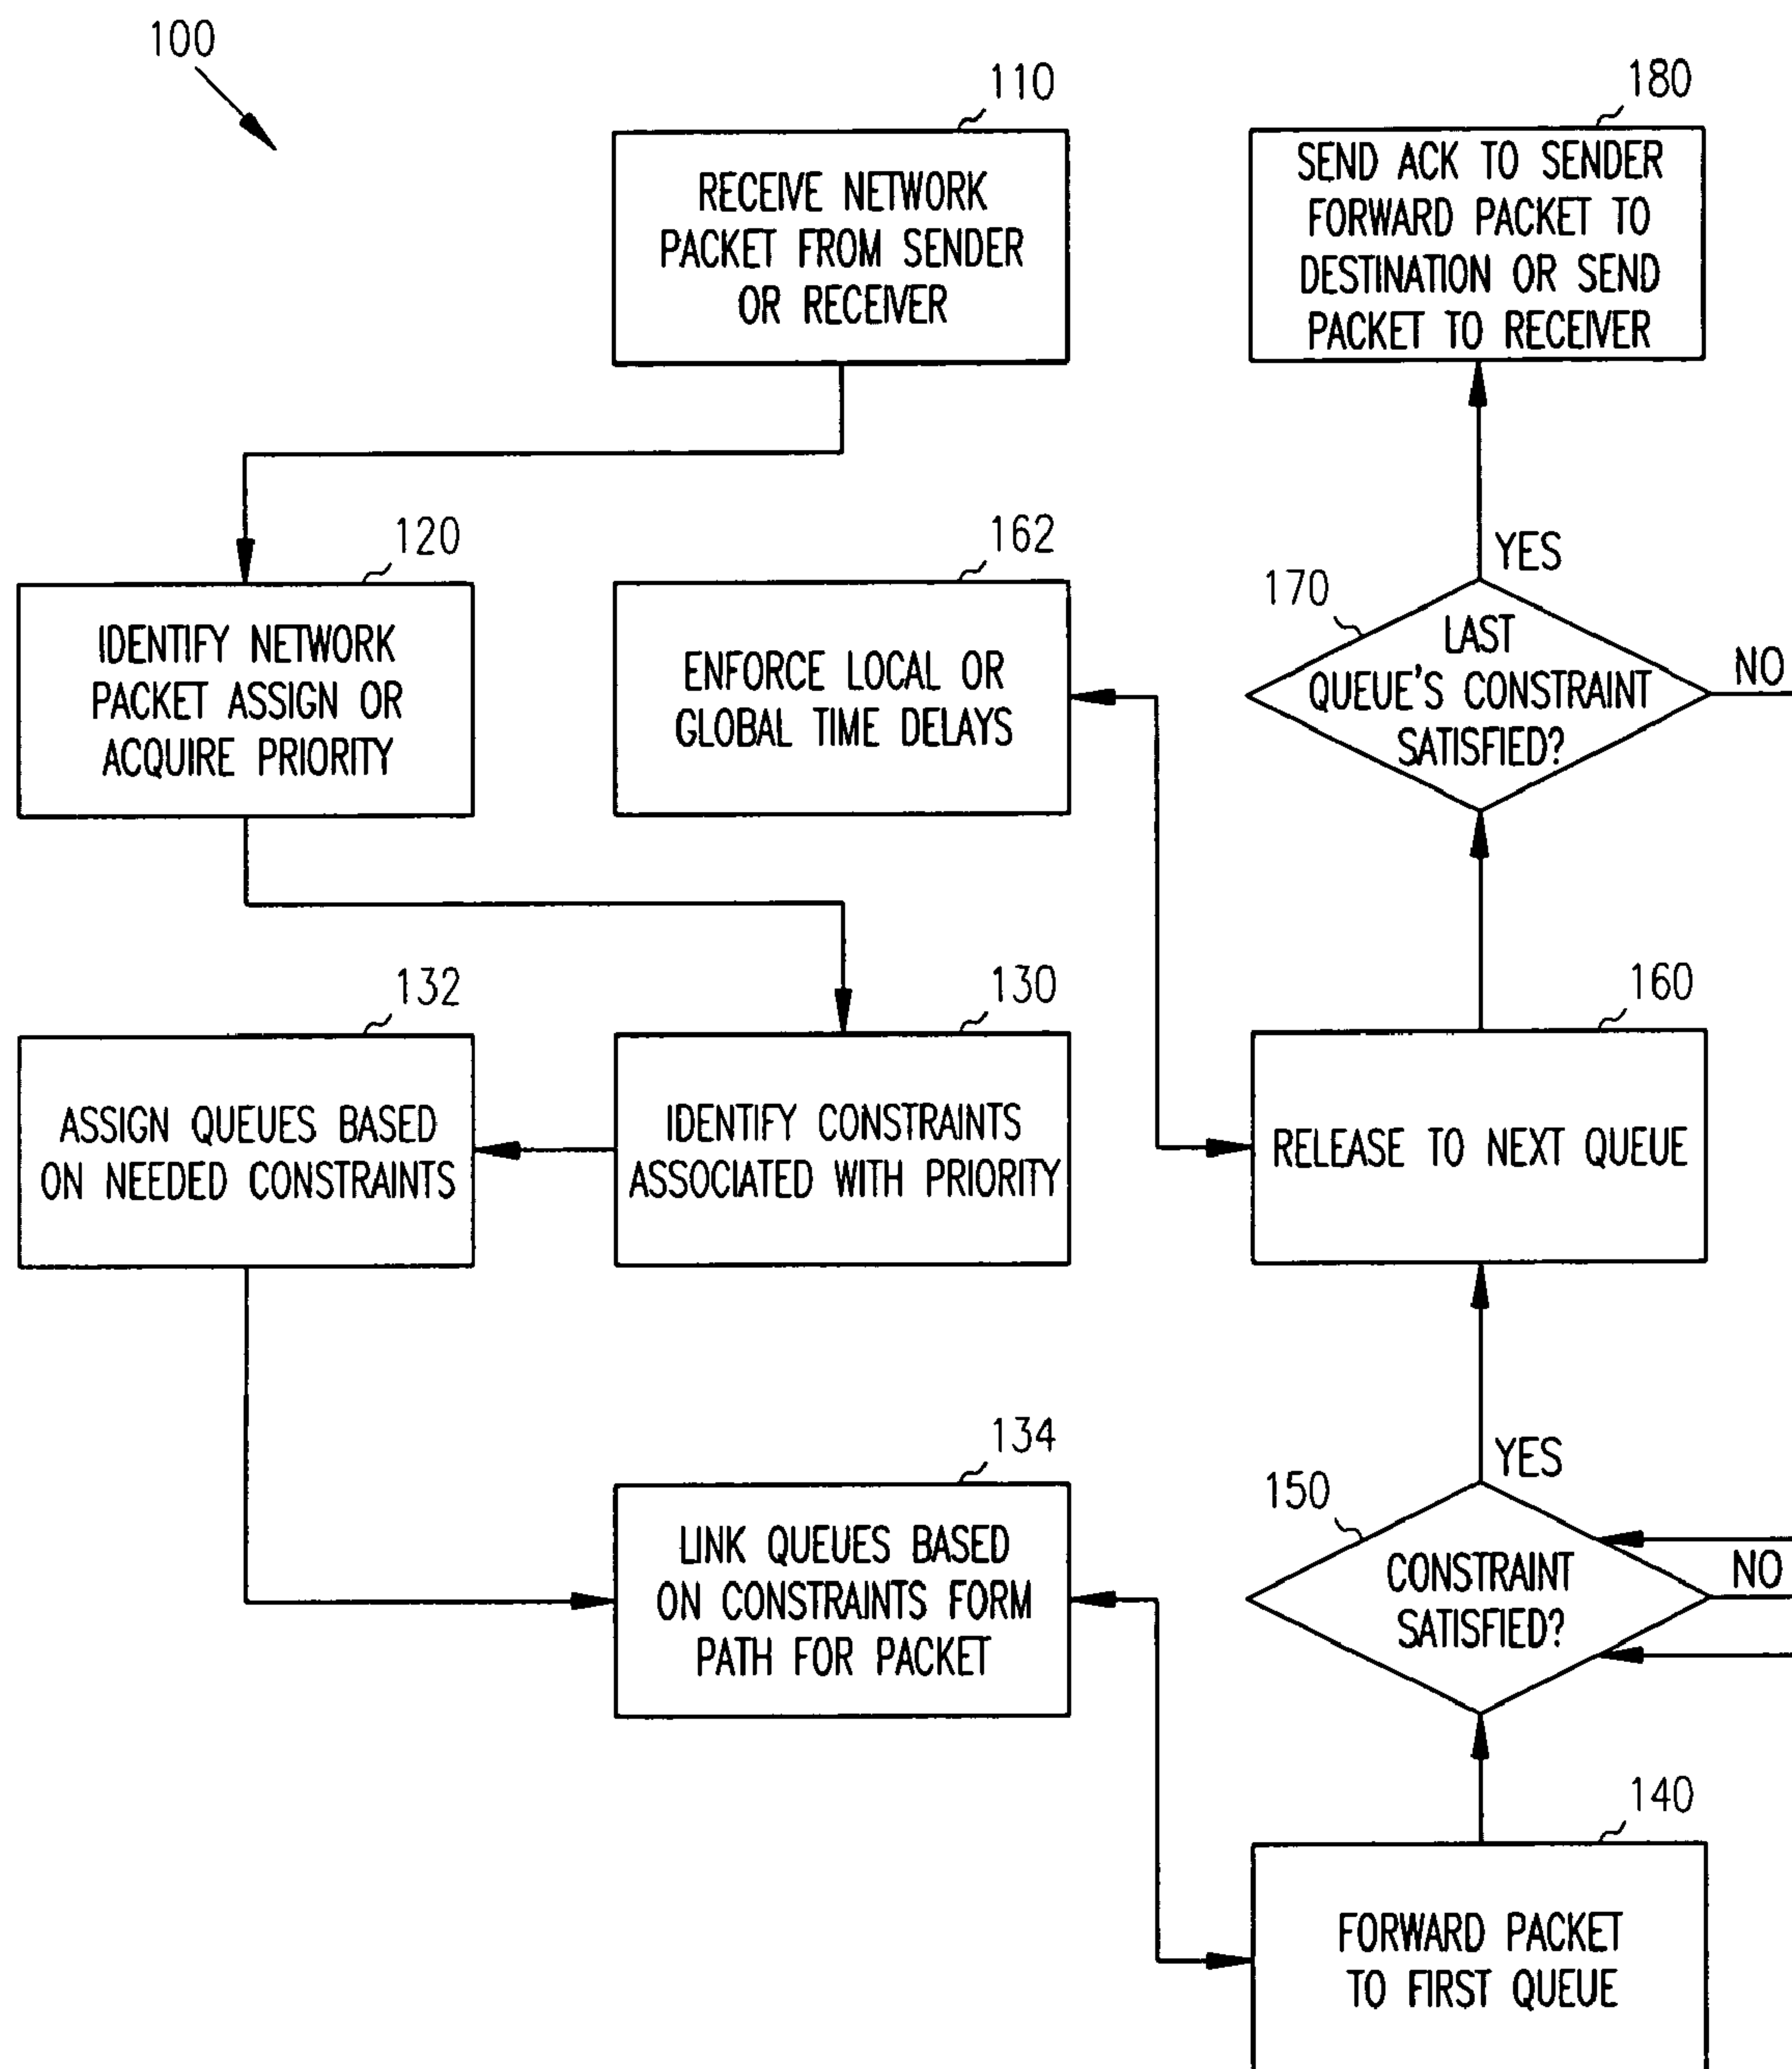 100
110
RECEIVE NETWORK
PACKET FROM SENDER
OR RECEIVER
180
SEND ACK TO SENDER
FORWARD PACKET TO
DESTINATION OR SEND
PACKET TO RECEIVER
120
IDENTIFY NETWORK
PACKET ASSIGN OR
ACQUIRE PRIORITY
162
ENFORCE LOCAL OR
GLOBAL TIME DELAYS
YES
170
LAST
QUEUE'S CONSTRAINT
SATISFIED?
NO
132
ASSIGN QUEUES BASED
ON NEEDED CONSTRAINTS
130
IDENTIFY CONSTRAINTS
ASSOCIATED WITH PRIORITY
160
RELEASE TO NEXT QUEUE
134
LINK QUEUES BASED
ON CONSTRAINTS FORM
PATH FOR PACKET
YES
150
CONSTRAINT
SATISFIED?
NO
140
FORWARD PACKET
TO FIRST QUEUE